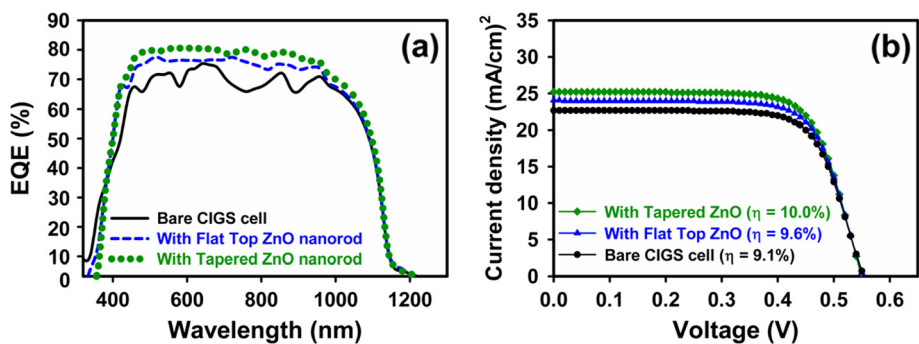 (a)
EQE (%)
90
80
70
60
50
40
30
20
10
0
Bare CIGS cell
With Flat Top ZnO nanorod
With Tapered ZnO nanorod
400 600 800 1000 1200
Wavelength (nm)
(b)
Current density (mA/cm)²
35
30
25
20
15
10
5
0
With Tapered ZnO (η = 10.0%)
With Flat Top ZnO (η = 9.6%)
Bare CIGS cell (η = 9.1%)
0.0 0.1 0.2 0.3 0.4 0.5 0.6
Voltage (V)